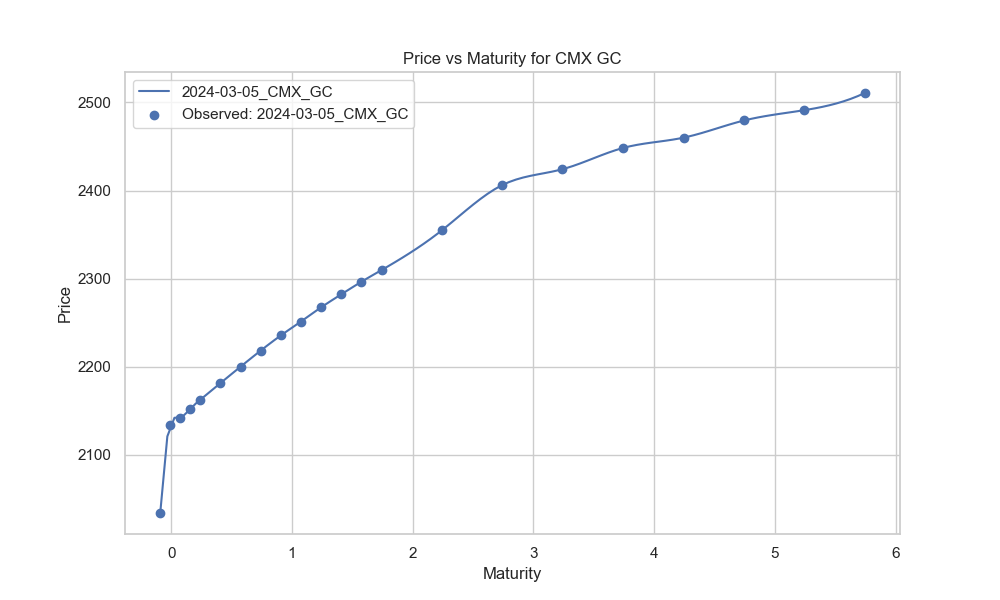 Price vs Maturity for CMX GC
2024-03-05_CMX_GC
Observed: 2024-03-05_CMX_GC
2500
2400
2300
2200
2100
Price
0 1 2 3 4 5 6
Maturity